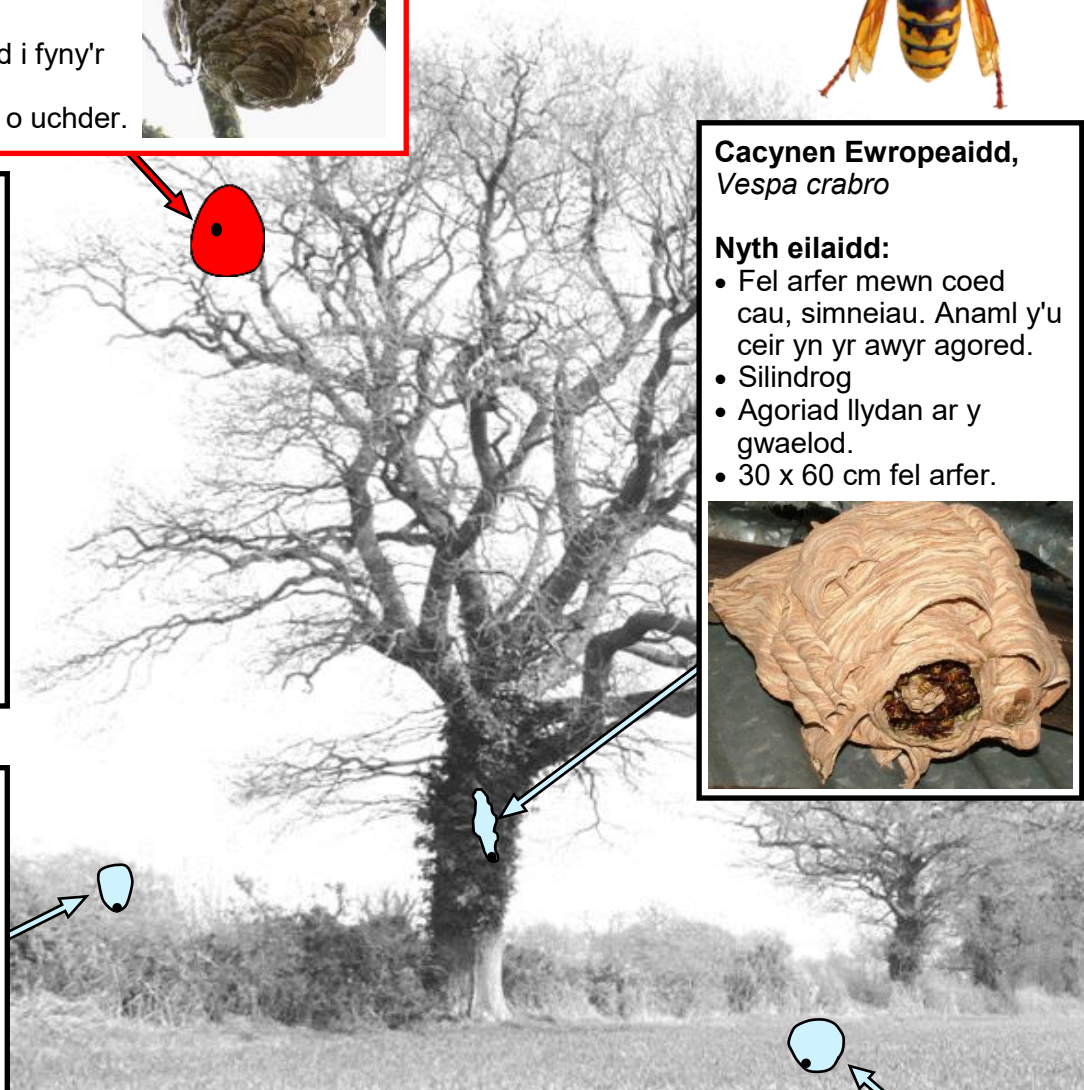 d i fyny'r
o uchder.
Cacynen Ewropeaidd,
Vespa crabro
Nyth eilaidd:
• Fel arfer mewn coed
cau, simneiau. Anaml y'u
ceir yn yr awyr agored.
• Silindrog
• Agoriad llydan ar y
gwaelod.
• 30 x 60 cm fel arfer.